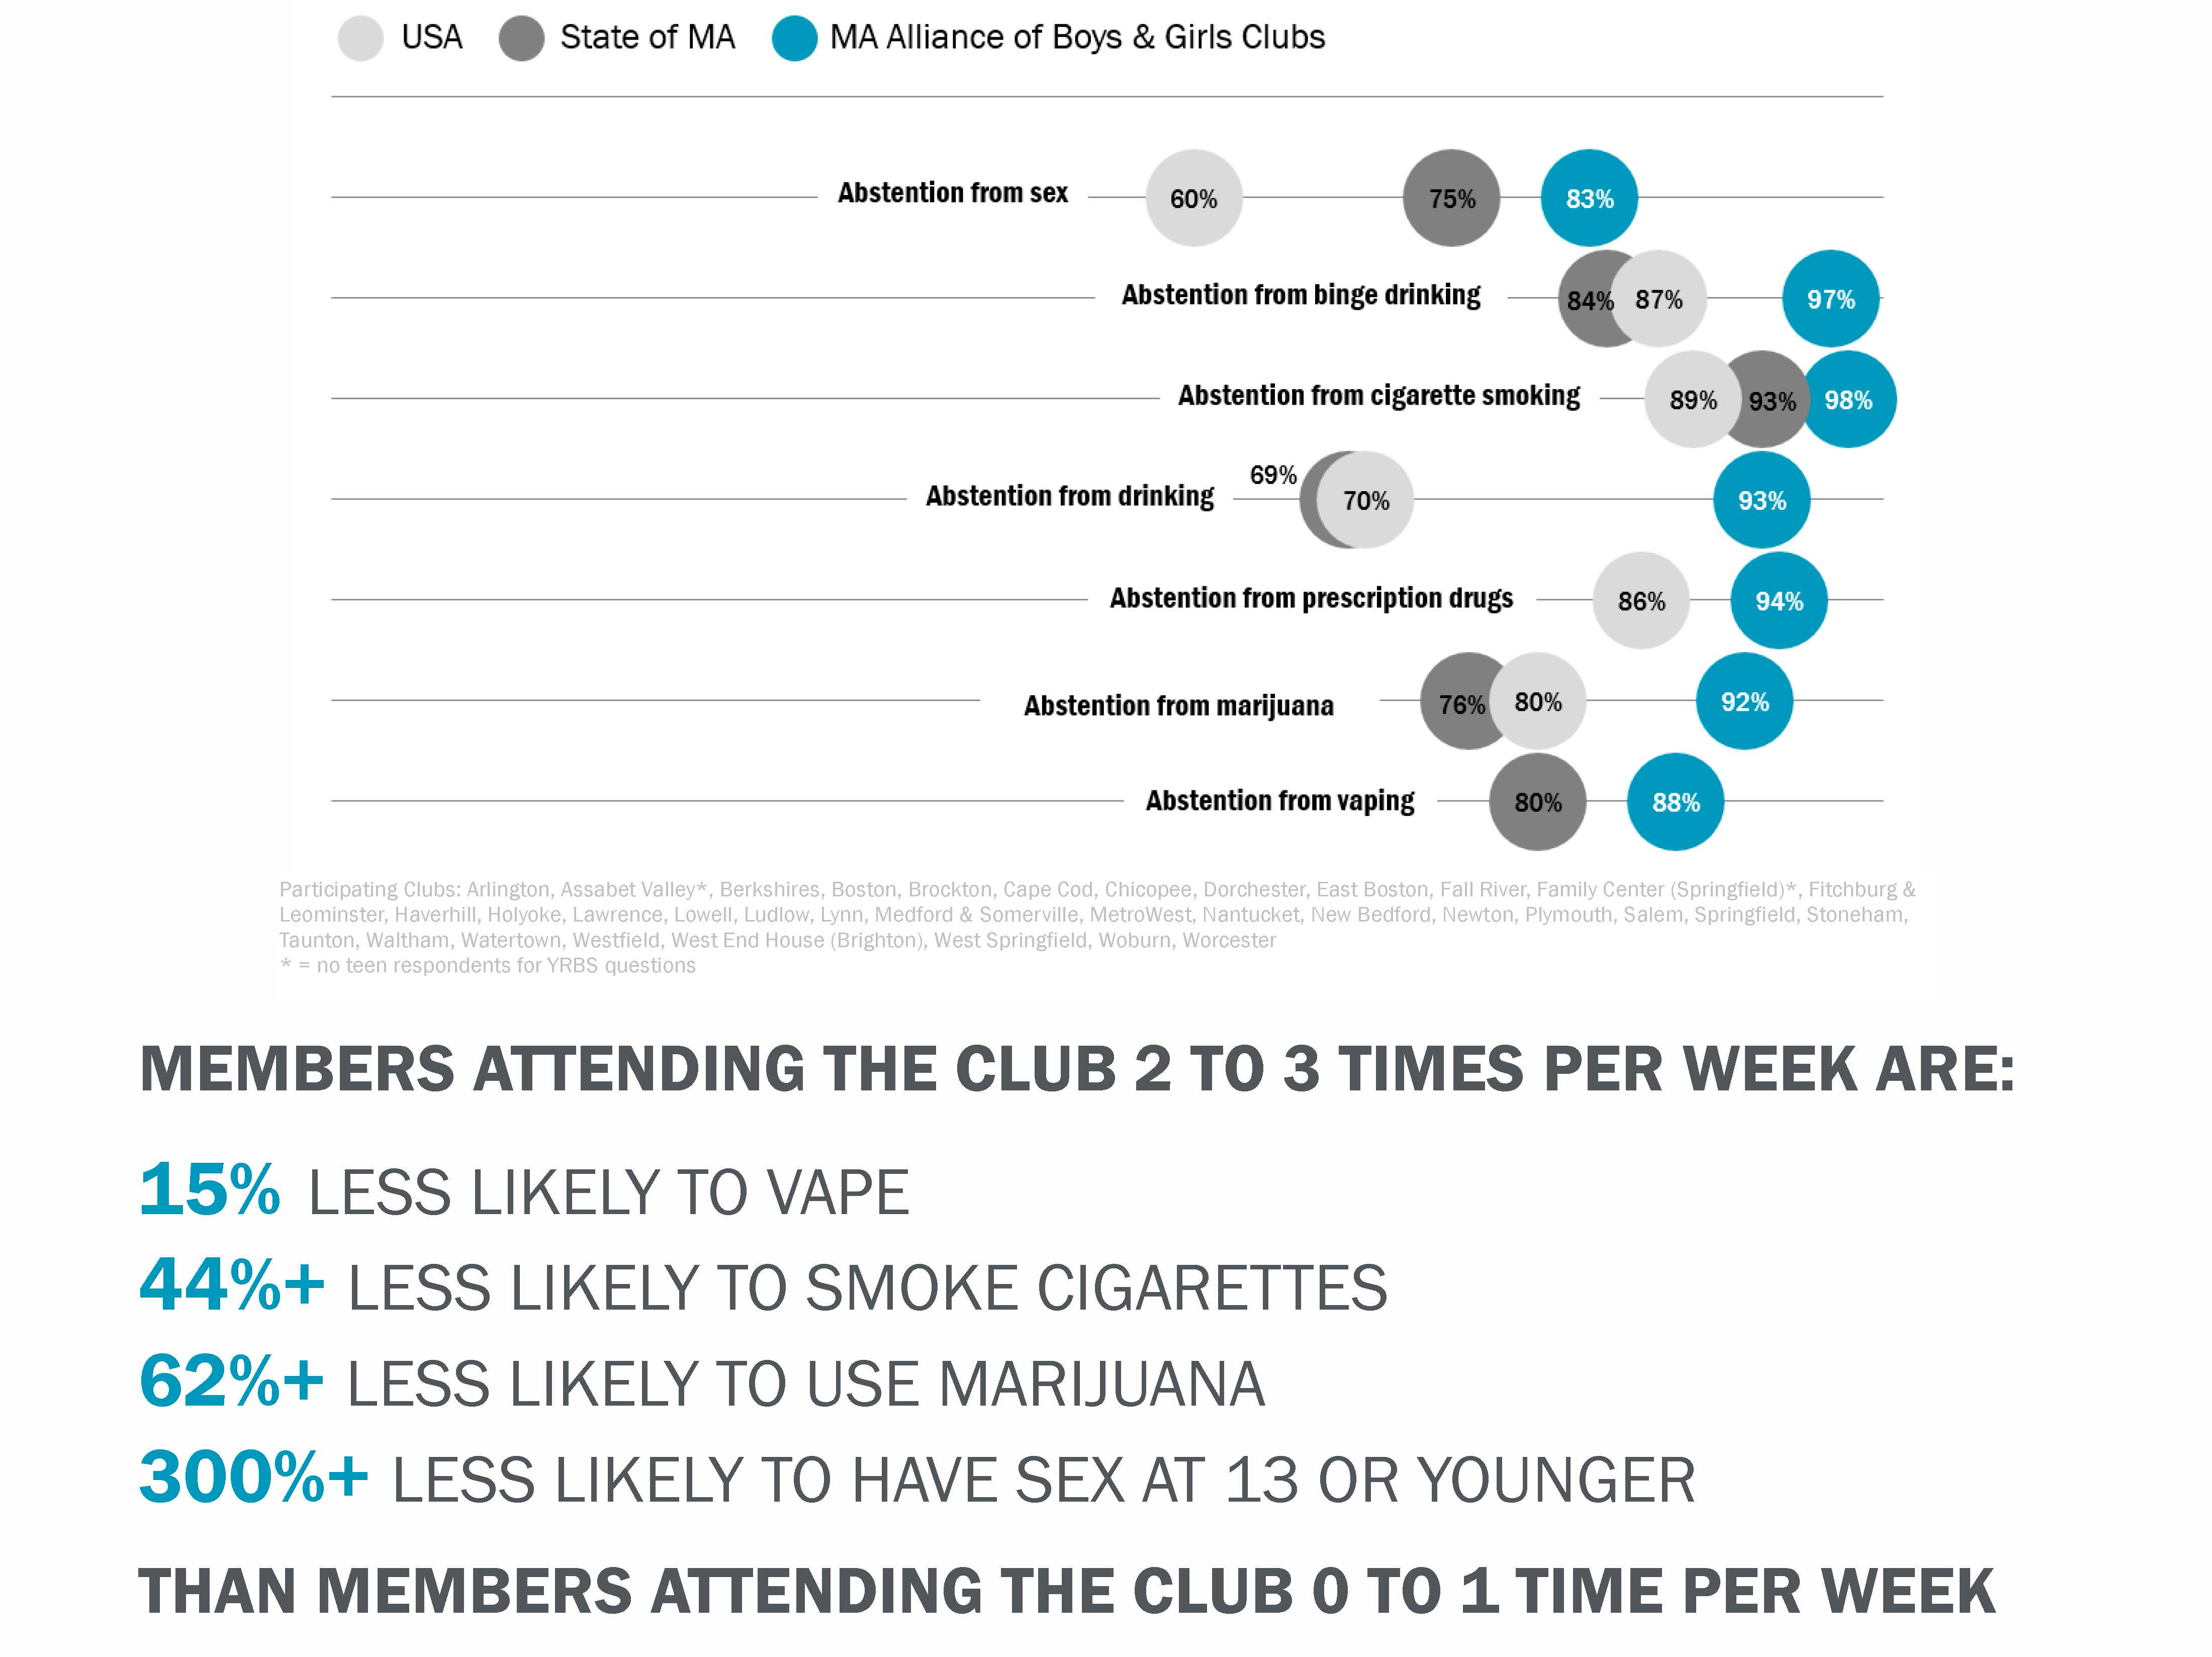 USA State of MA MA Alliance of Boys & Girls Clubs
Abstention from sex 60% 75% 83%
Abstention from binge drinking 84% 87% 97%
Abstention from cigarette smoking 89% 93% 98%
69%
Abstention from drinking 70% 93%
Abstention from prescription drugs 86% 94%
Abstention from marijuana 76% 80% 92%
Abstention from vaping 80% 88%
Participating Clubs: Arlington, Assabet Valley*, Berkshires, Boston, Brockton, Cape Cod, Chicopee, Dorchester, East Boston, Fall River, Family Center (Springfield)*, Fitchburg &
Leominster, Haverhill, Holyoke, Lawrence, Lowell, Ludlow, Lynn, Medford & Somerville, MetroWest, Nantucket, New Bedford, Newton, Plymouth, Salem, Springfield, Stoneham,
Taunton, Waltham, Watertown, Westfield, West End House (Brighton), West Springfield, Woburn, Worcester
* = no teen respondents for YRBS questions
MEMBERS ATTENDING THE CLUB 2 TO 3 TIMES PER WEEK ARE:
15% LESS LIKELY TO VAPE
44%+ LESS LIKELY TO SMOKE CIGARETTES
62%+ LESS LIKELY TO USE MARIJUANA
300%+ LESS LIKELY TO HAVE SEX AT 13 OR YOUNGER
THAN MEMBERS ATTENDING THE CLUB 0 TO 1 TIME PER WEEK